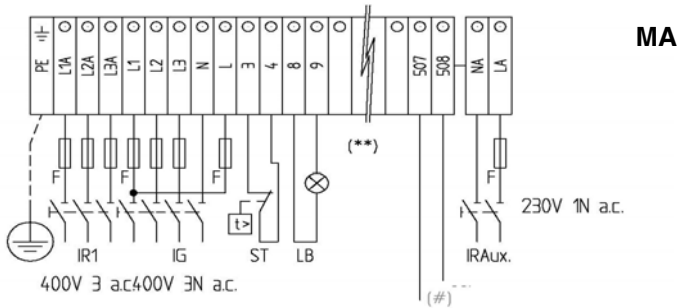 MA
PE L1A L2A L3A L1 L2 L3 N L 3 4 8 9 507 508 NA LA
(**)
F F F F
t>
230V 1N a.c.
IR1 IG ST LB IRAux.
400V 3 a.c.400V 3N a.c.
(#)